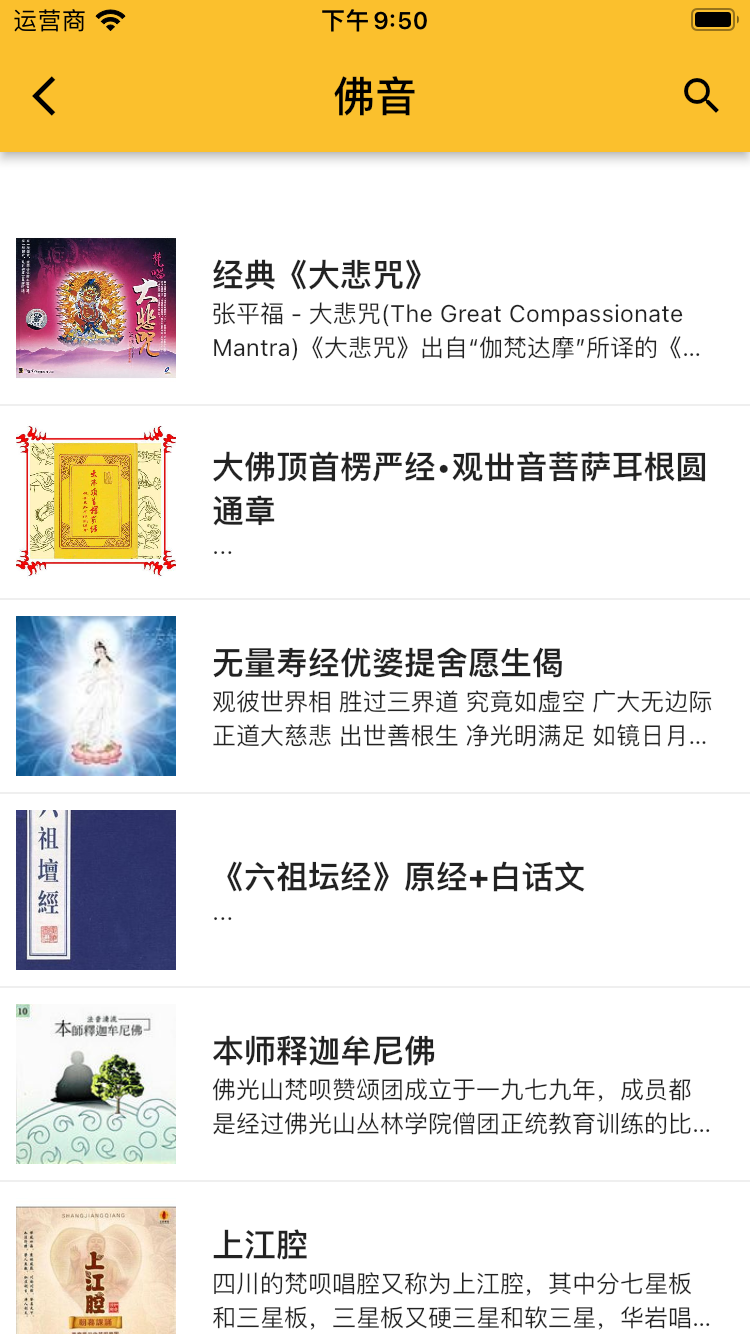 运营商
下午9:50
佛音
梵呗
大悲咒
经典《大悲咒》
张平福 - 大悲咒(The Great Compassionate
Mantra)《大悲咒》出自“伽梵达摩”所译的《...
大佛顶首楞严经•观世音菩萨耳根圆
通章
...
无量寿经优婆提舍愿生偈
观彼世界相 胜过三界道 究竟如虚空 广大无边际
正道大慈悲 出世善根生 净光明满足 如镜日月...
六祖壇經
《六祖坛经》原经+白话文
...
10
法音清流
本師釋迦牟尼佛
本师释迦牟尼佛
佛光山梵呗赞颂团成立于一九七九年，成员都
是经过佛光山丛林学院僧团正统教育训练的比...
SHANGJIANGQIANG
上江腔
上江腔
四川的梵呗唱腔又称为上江腔，其中分七星板
和三星板，三星板又硬三星和软三星，华岩唱...